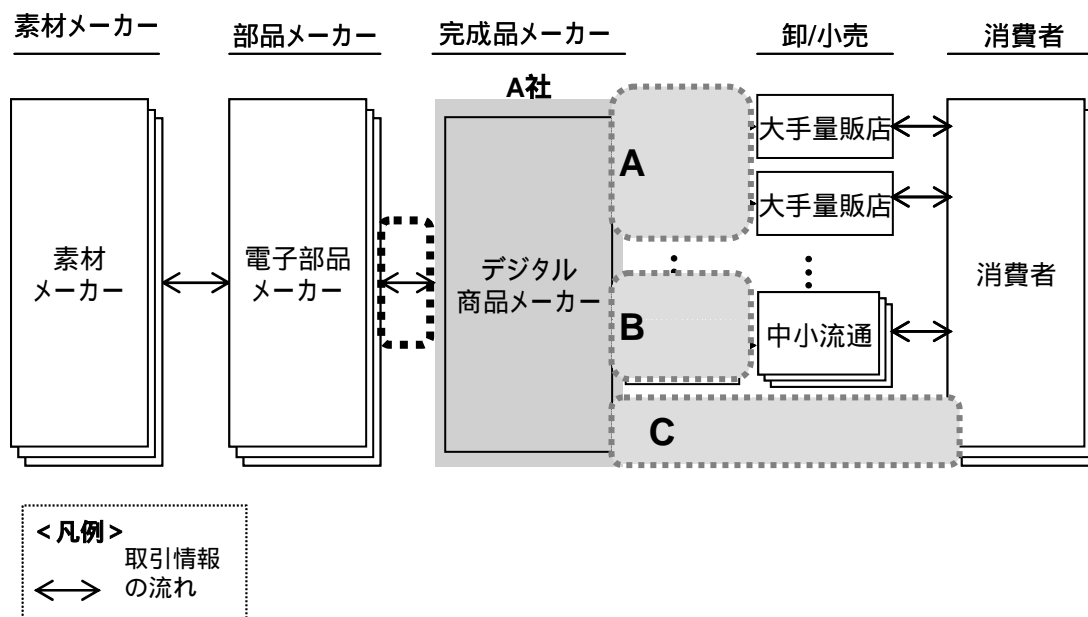 素材メーカー
部品メーカー
完成品メーカー
卸/小売
消費者
A社
素材
メーカー
電子部品
メーカー
デジタル
商品メーカー
A
B
C
大手量販店
大手量販店
中小流通
消費者
<凡例>
取引情報
の流れ